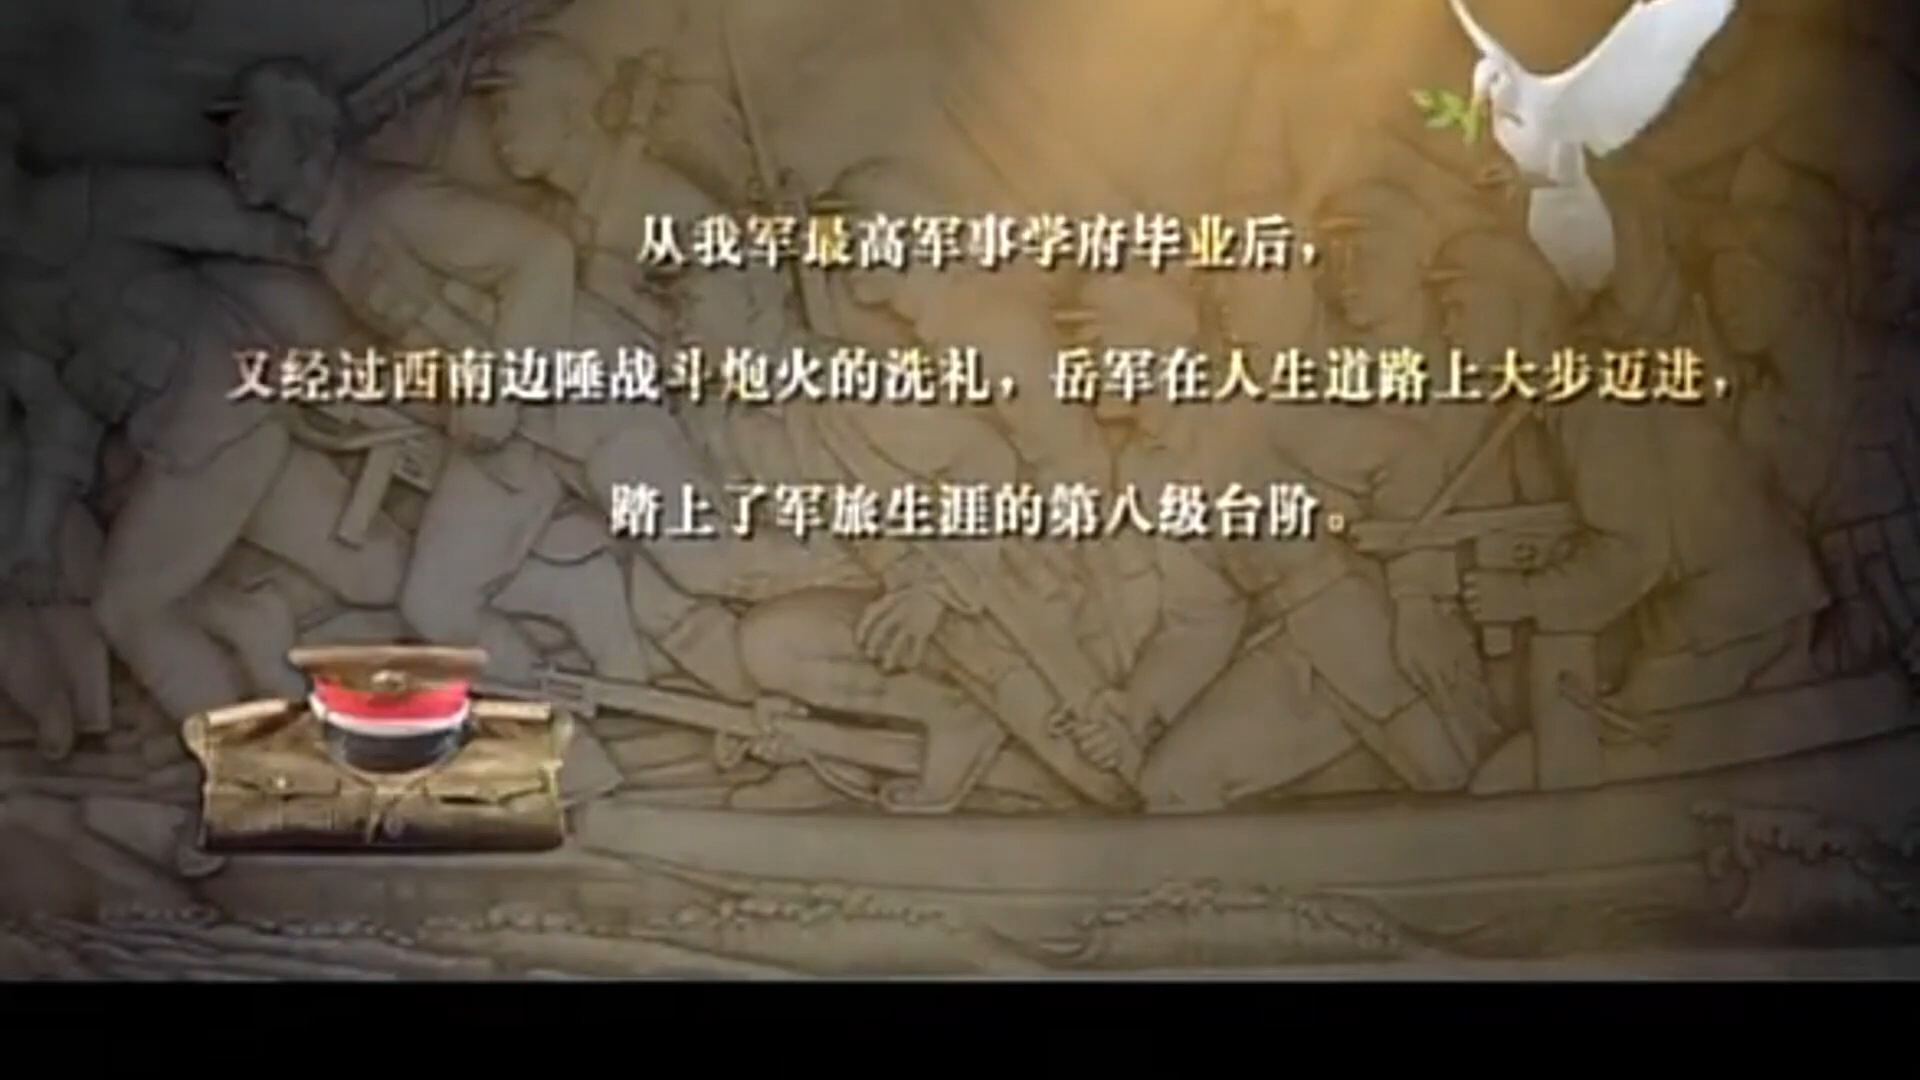 从我军最高军事学府毕业后，
又经过西南边陲战斗炮火的洗礼，岳军在人生道路上大步迈进，
踏上了军旅生涯的第八级台阶。